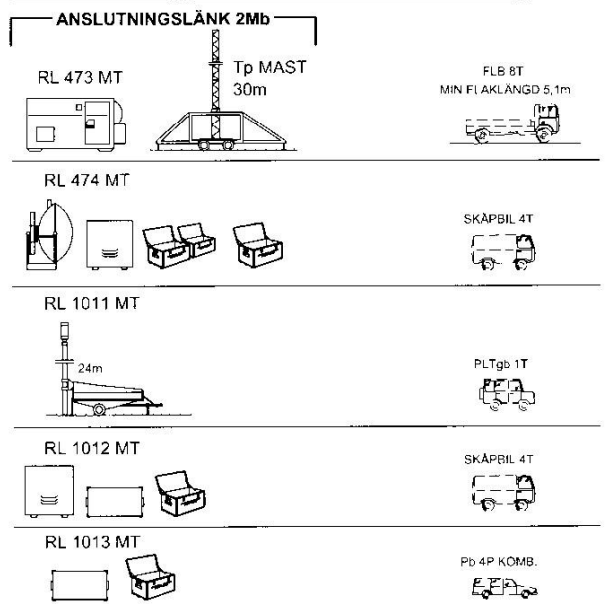 ANSLUTNINGSLÄNK 2Mb
RL 473 MT
Tp MAST
30m
FLB 8T
MIN FLAKLÄNGD 5,1m
RL 474 MT
SKÅPBIL 4T
RL 1011 MT
24m
PLTgb 1T
RL 1012 MT
SKÅPBIL 4T
RL 1013 MT
Pb 4P KOMB.